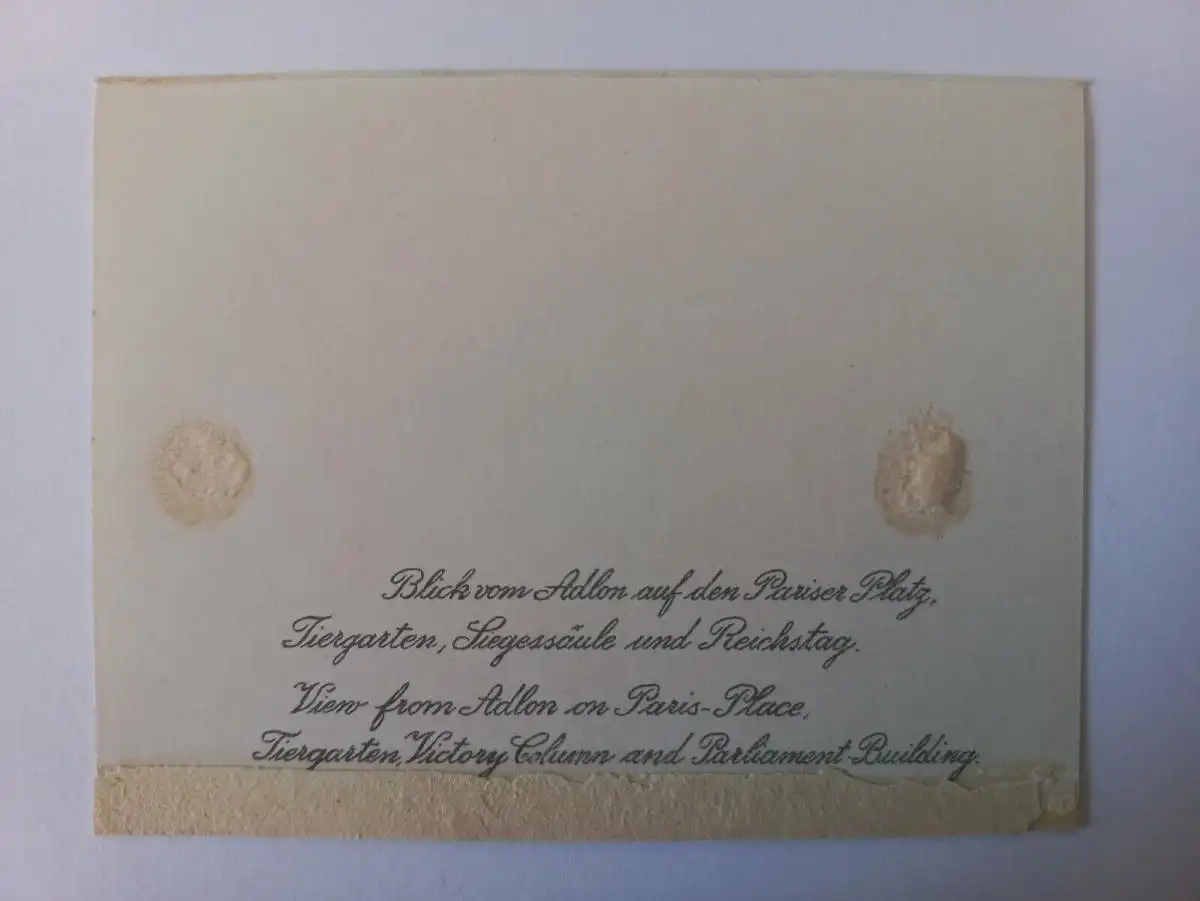 Blick vom Adlon auf den Pariser Platz,
Tiergarten, Siegessäule und Reichstag.
View from Adlon on Paris-Place,
Tiergarten, Victory Column and Parliament-Building.